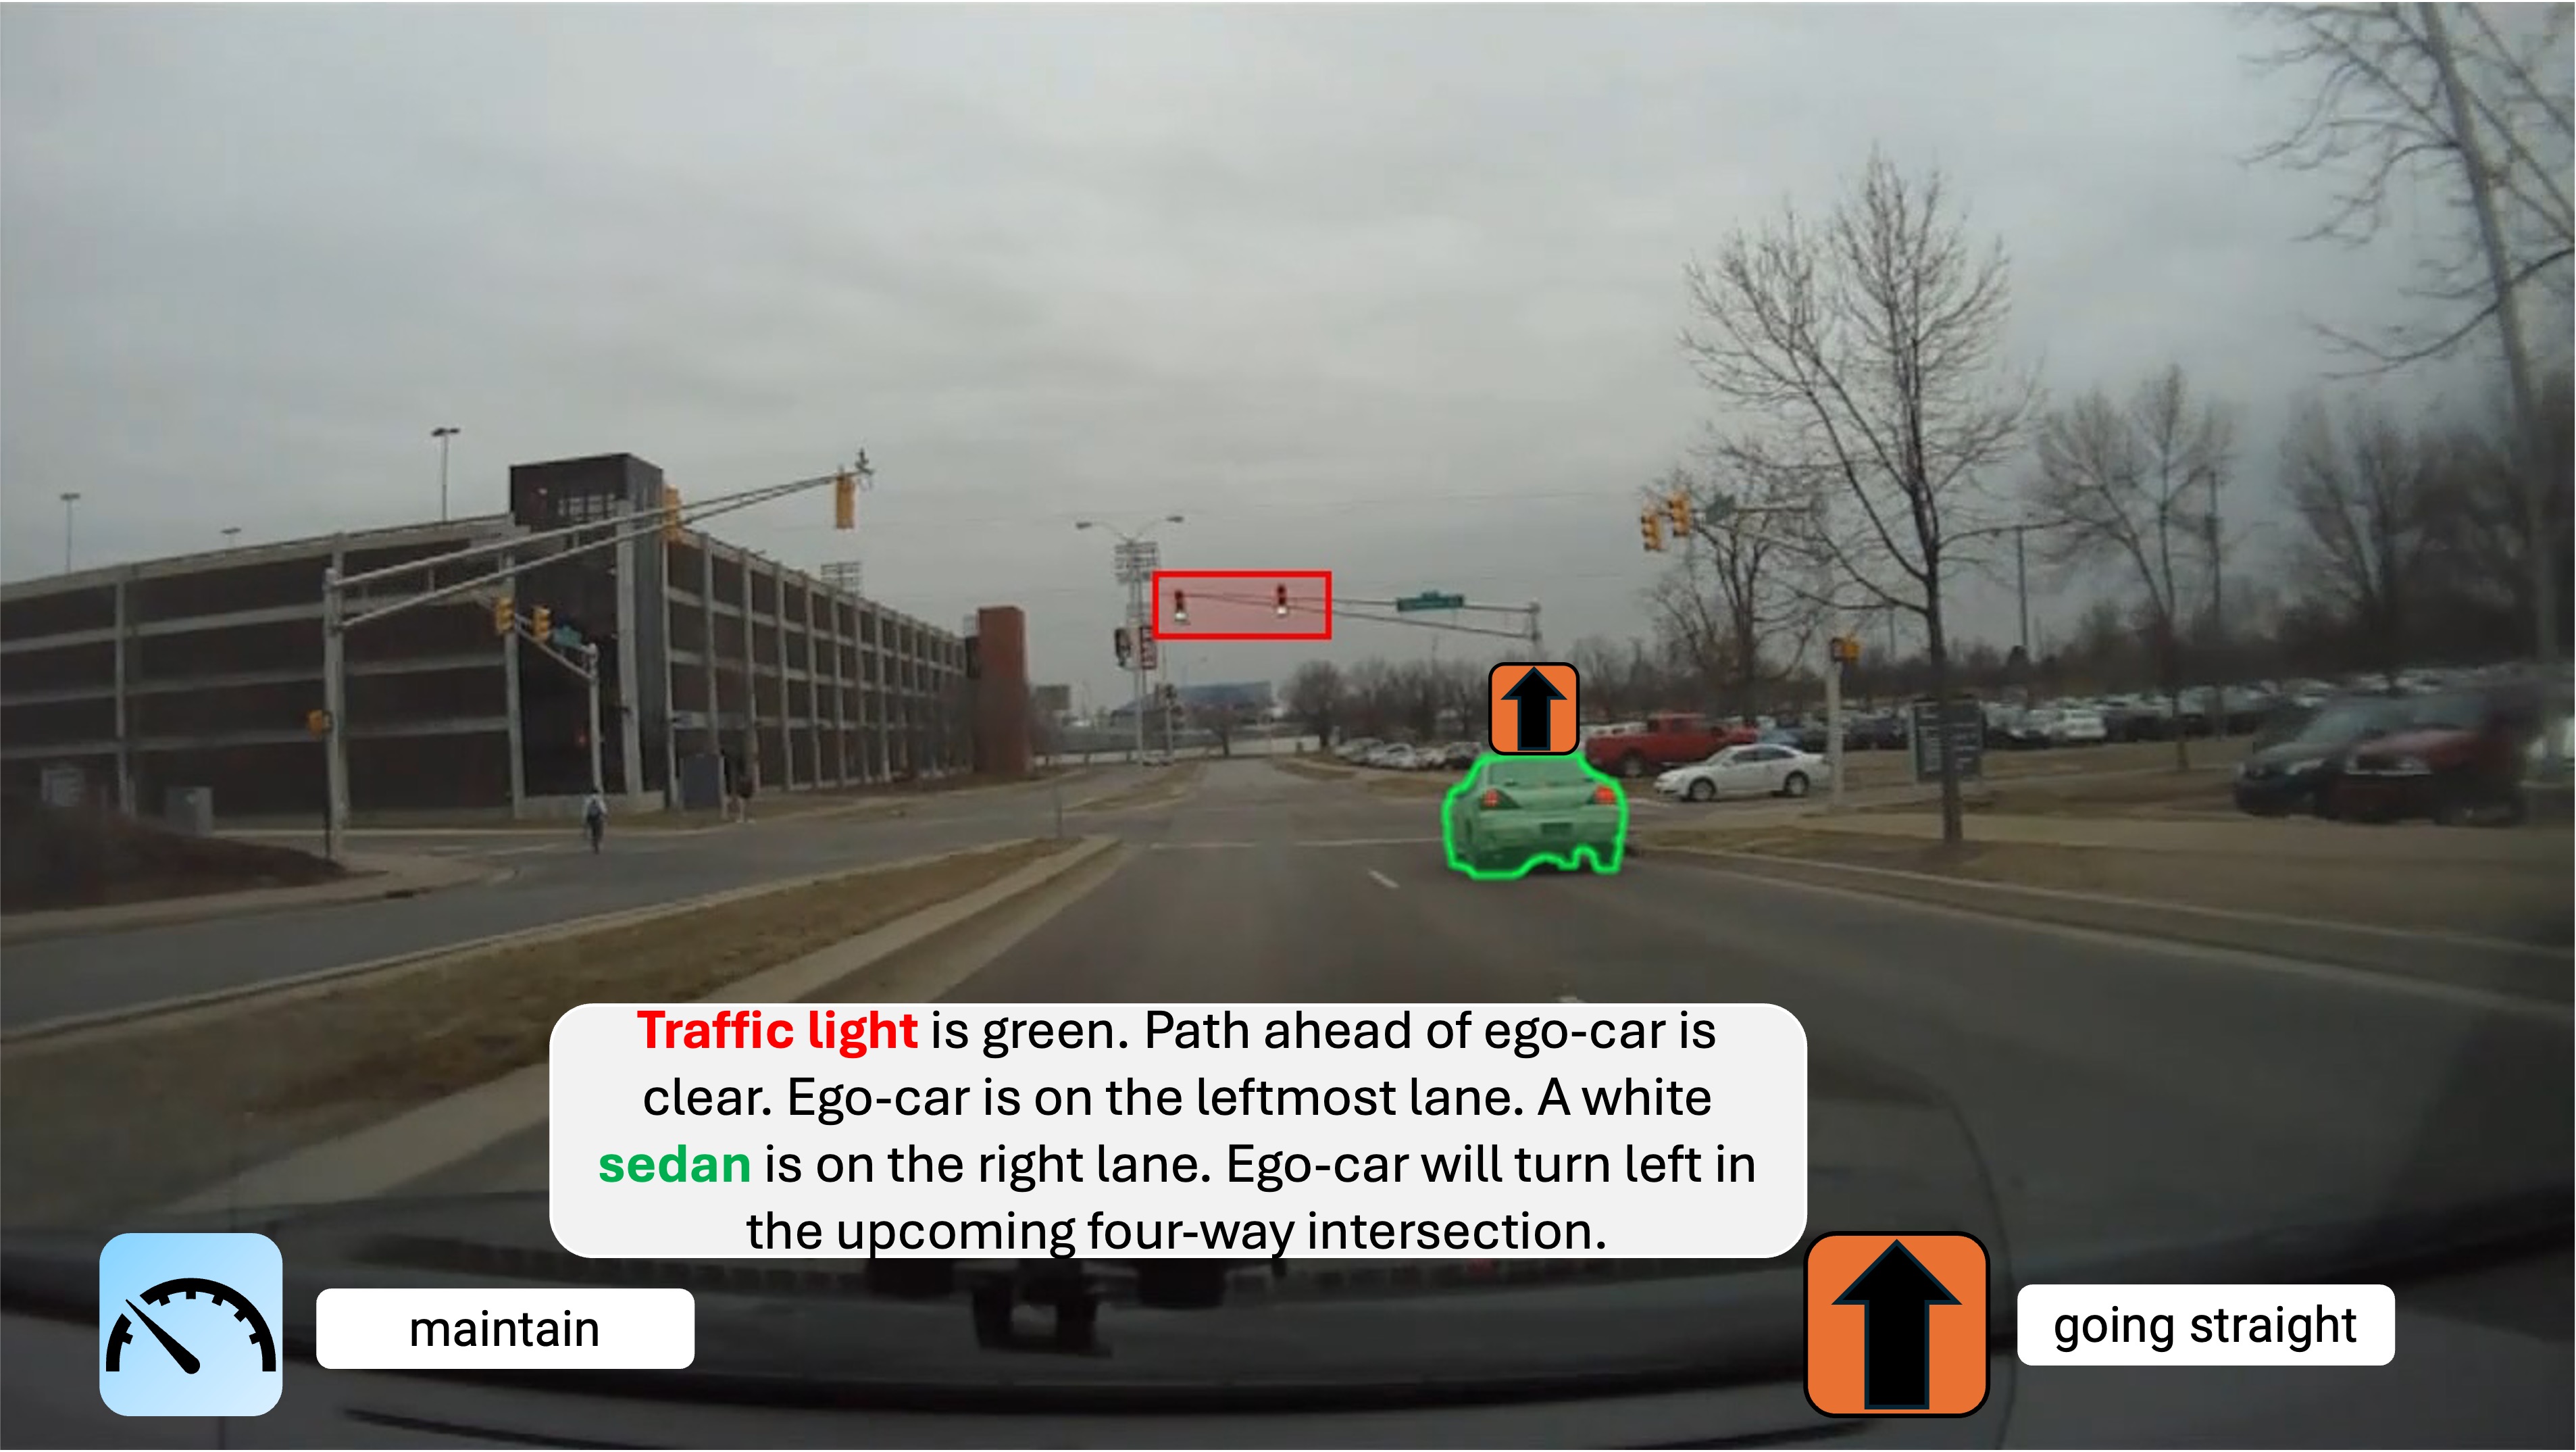 Traffic light is green. Path ahead of ego-car is
clear. Ego-car is on the leftmost lane. A white
sedan is on the right lane. Ego-car will turn left in
the upcoming four-way intersection.
maintain
going straight